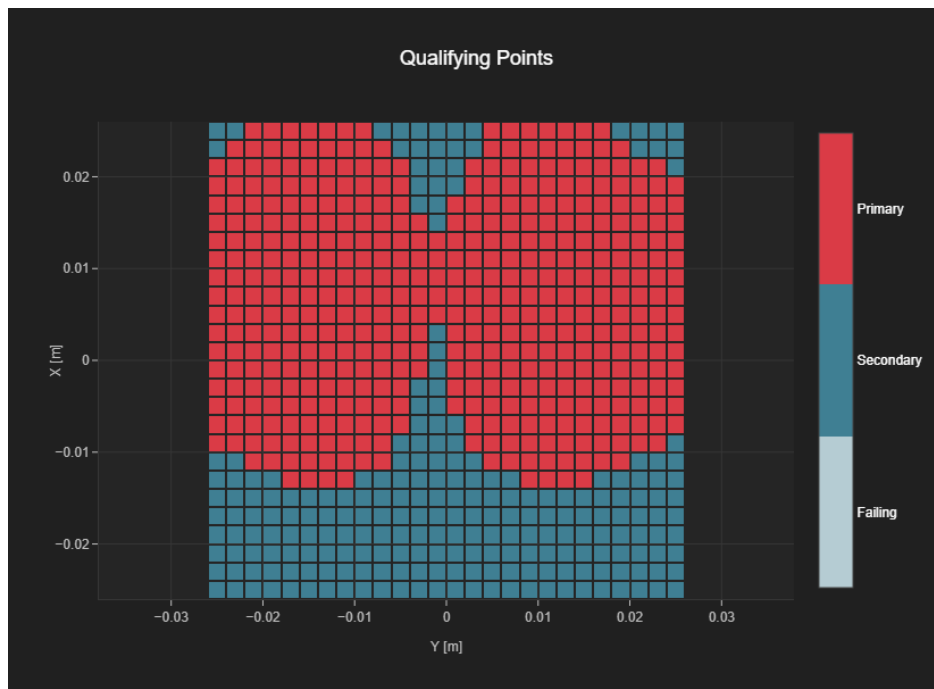 Qualifying Points
0.02
0.01
0
−0.01
−0.02
X [m]
−0.03
−0.02
−0.01
0
0.01
0.02
0.03
Y [m]
Primary
Secondary
Failing